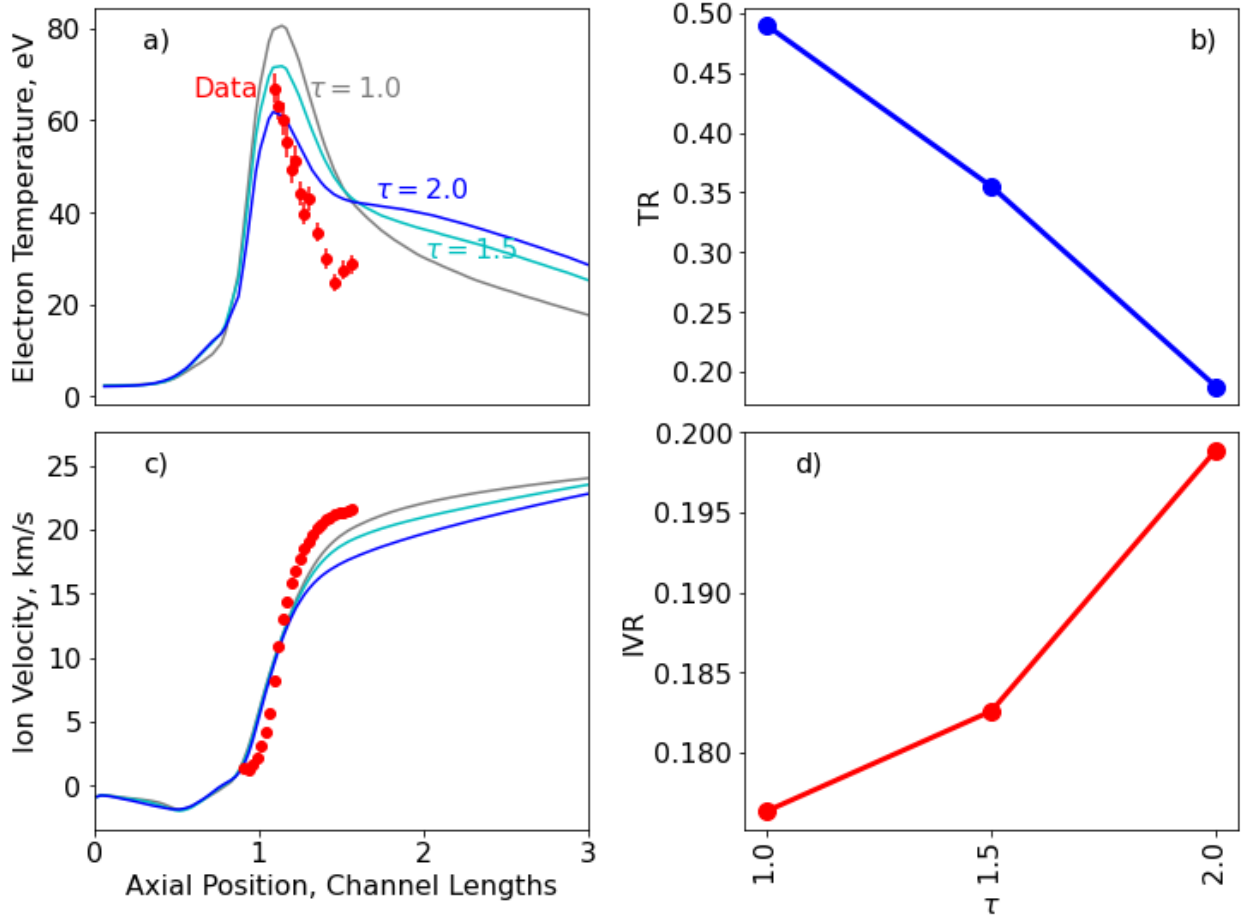 a)
Data
τ = 1.0
τ = 2.0
τ = 1.5
Electron Temperature, eV
80
60
40
20
0
b)
TR
0.50
0.45
0.40
0.35
0.30
0.25
0.20
c)
Ion Velocity, km/s
25
20
15
10
5
0
0
1
2
3
Axial Position, Channel Lengths
d)
IVR
0.200
0.195
0.190
0.185
0.180
1.0
1.5
2.0
τ